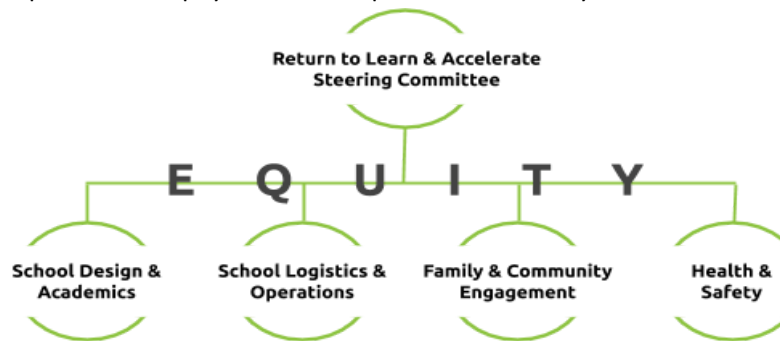 Return to Learn & Accelerate
Steering Committee
E Q U I T Y
School Design &
Academics
School Logistics &
Operations
Family & Community
Engagement
Health &
Safety